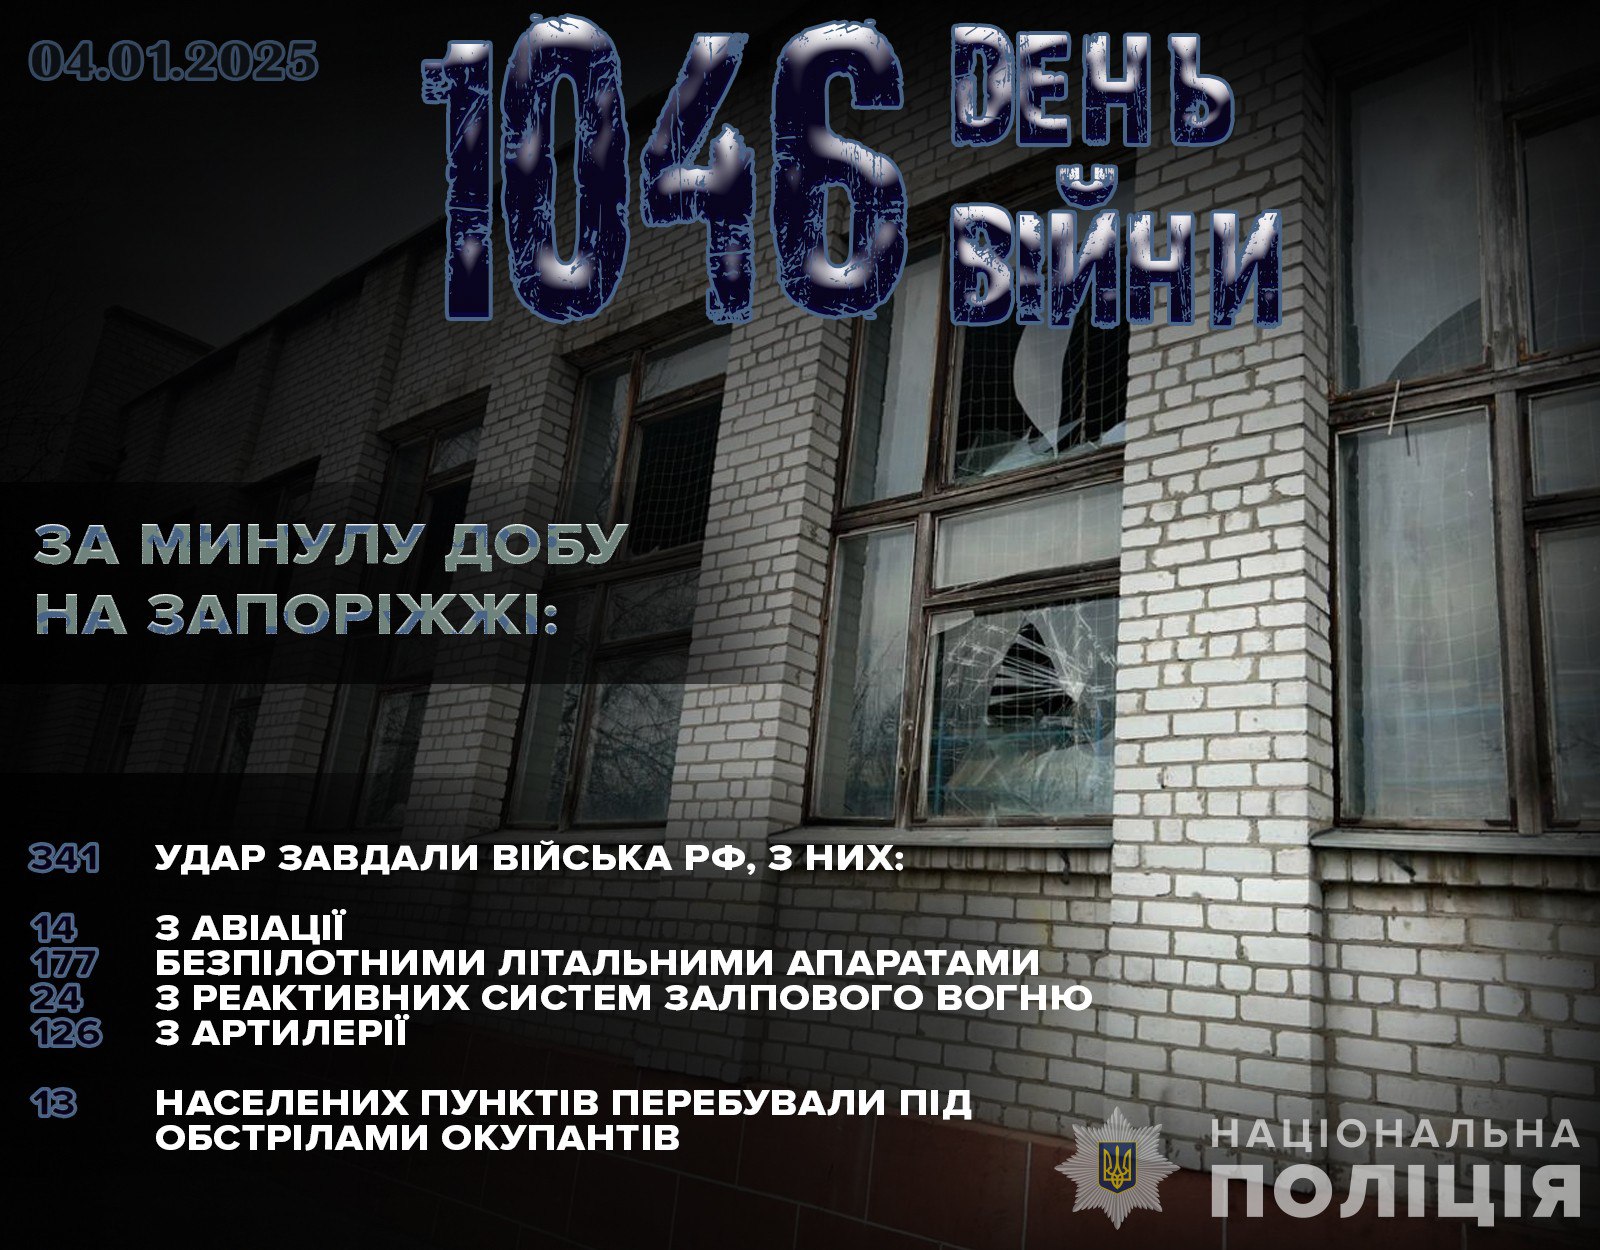 04.01.2025
1046 ДЕНЬ
ВІЙНИ
ЗА МИНУЛУ ДОБУ
НА ЗАПОРІЖЖІ:
341 УДАР ЗАВДАЛИ ВІЙСЬКА РФ, З НИХ:
14 З АВІАЦІЇ
177 БЕЗПІЛОТНИМИ ЛІТАЛЬНИМИ АПАРАТАМИ
24 З РЕАКТИВНИХ СИСТЕМ ЗАЛПОВОГО ВОГНЮ
126 З АРТИЛЕРІЇ
13 НАСЕЛЕНИХ ПУНКТІВ ПЕРЕБУВАЛИ ПІД
ОБСТРІЛАМИ ОКУПАНТІВ
НАЦІОНАЛЬНА
ПОЛІЦІЯ